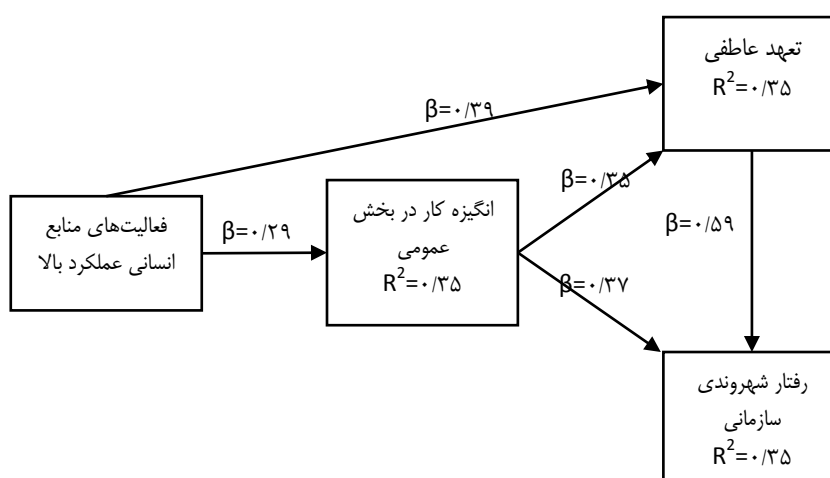 تعهد عاطفی
R²=۰/۳۵
β=۰/۳۹
فعالیت‌های منابع
انسانی عملکرد بالا
β=۰/۲۹
انگیزه کار در بخش
عمومی
R²=۰/۳۵
β=۰/۳۵
β=۰/۳۷
β=۰/۵۹
رفتار شهروندی
سازمانی
R²=۰/۳۵